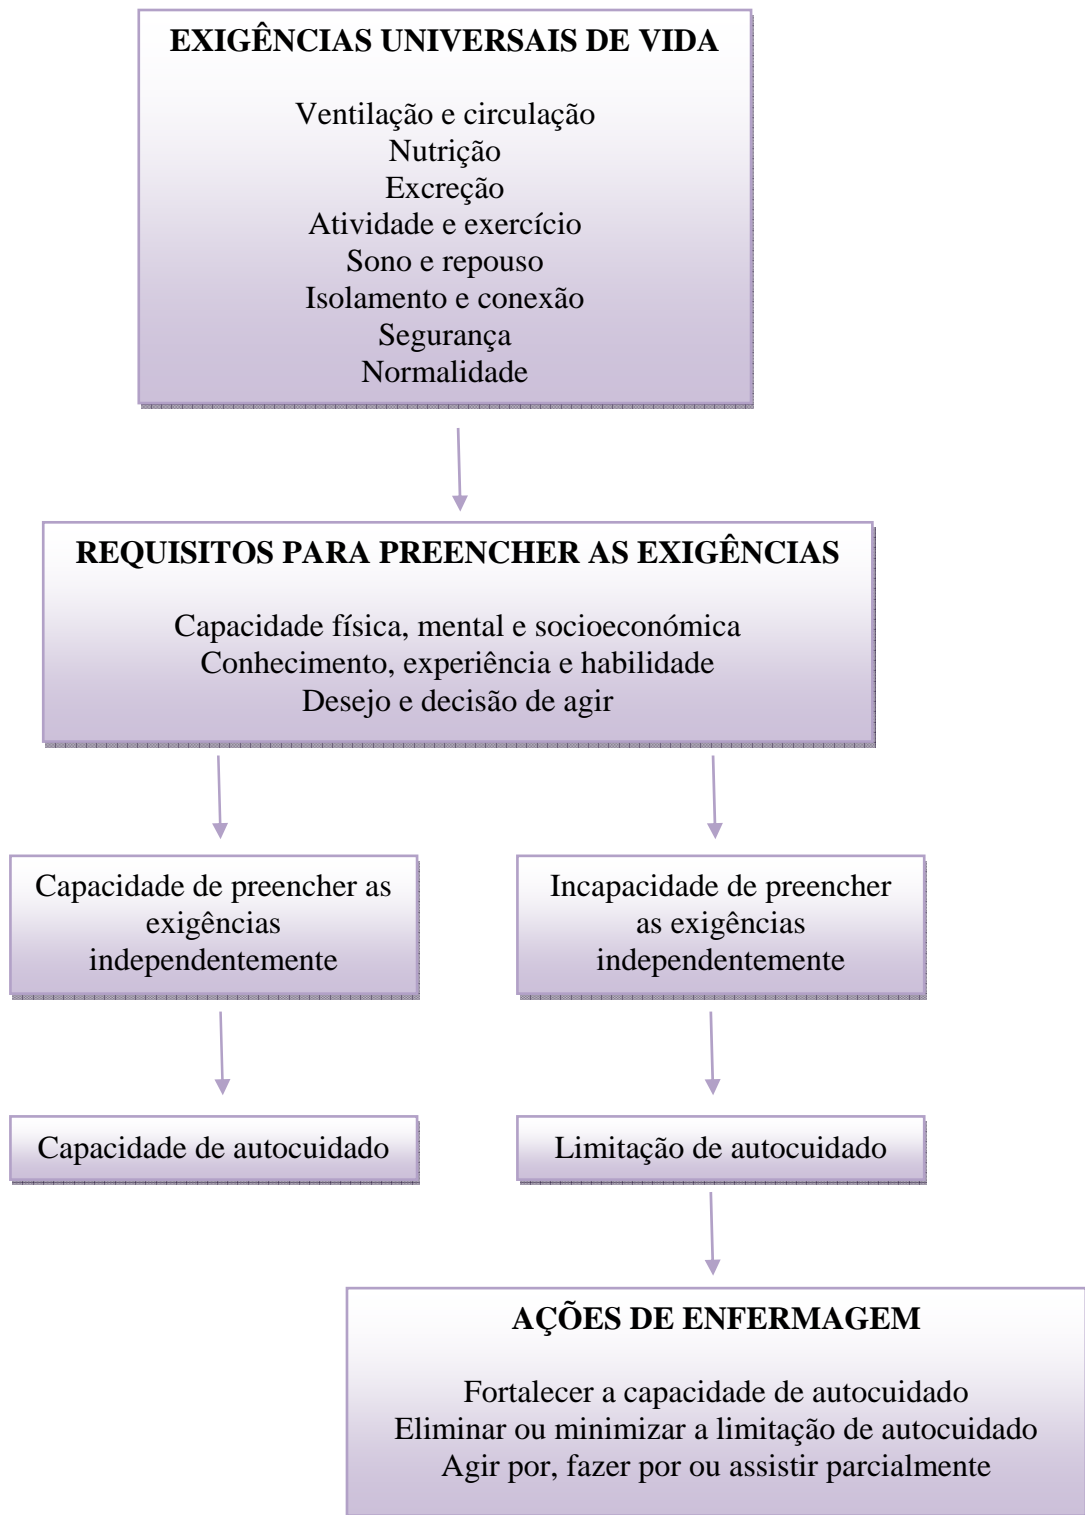 EXIGÊNCIAS UNIVERSAIS DE VIDA
Ventilação e circulação
Nutrição
Excreção
Atividade e exercício
Sono e repouso
Isolamento e conexão
Segurança
Normalidade
REQUISITOS PARA PREENCHER AS EXIGÊNCIAS
Capacidade física, mental e socioeconómica
Conhecimento, experiência e habilidade
Desejo e decisão de agir
Capacidade de preencher as
exigências
independentemente
Incapacidade de preencher
as exigências
independentemente
Capacidade de autocuidado
Limitação de autocuidado
AÇÕES DE ENFERMAGEM
Fortalecer a capacidade de autocuidado
Eliminar ou minimizar a limitação de autocuidado
Agir por, fazer por ou assistir parcialmente